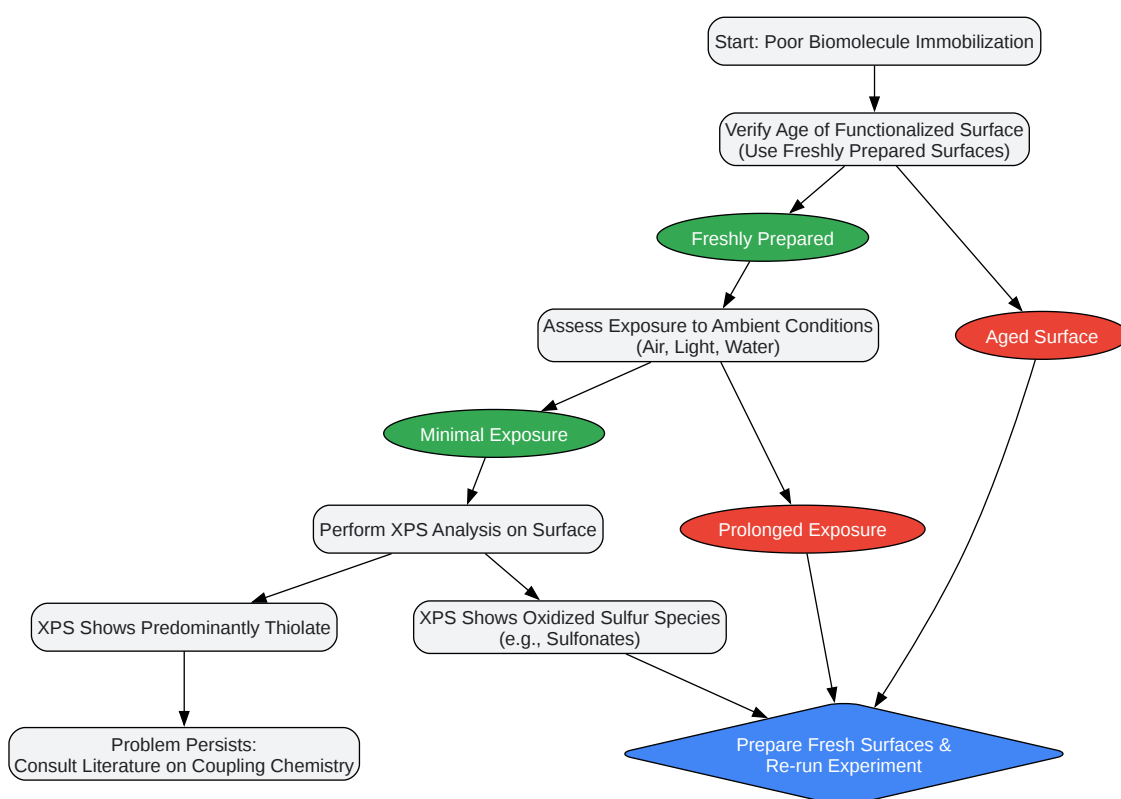 Start: Poor Biomolecule Immobilization
Verify Age of Functionalized Surface
(Use Freshly Prepared Surfaces)
Freshly Prepared
Assess Exposure to Ambient Conditions
(Air, Light, Water)
Aged Surface
Minimal Exposure
Perform XPS Analysis on Surface
Prolonged Exposure
XPS Shows Predominantly Thiolate
XPS Shows Oxidized Sulfur Species
(e.g., Sulfonates)
Problem Persists:
Consult Literature on Coupling Chemistry
Prepare Fresh Surfaces &
Re-run Experiment